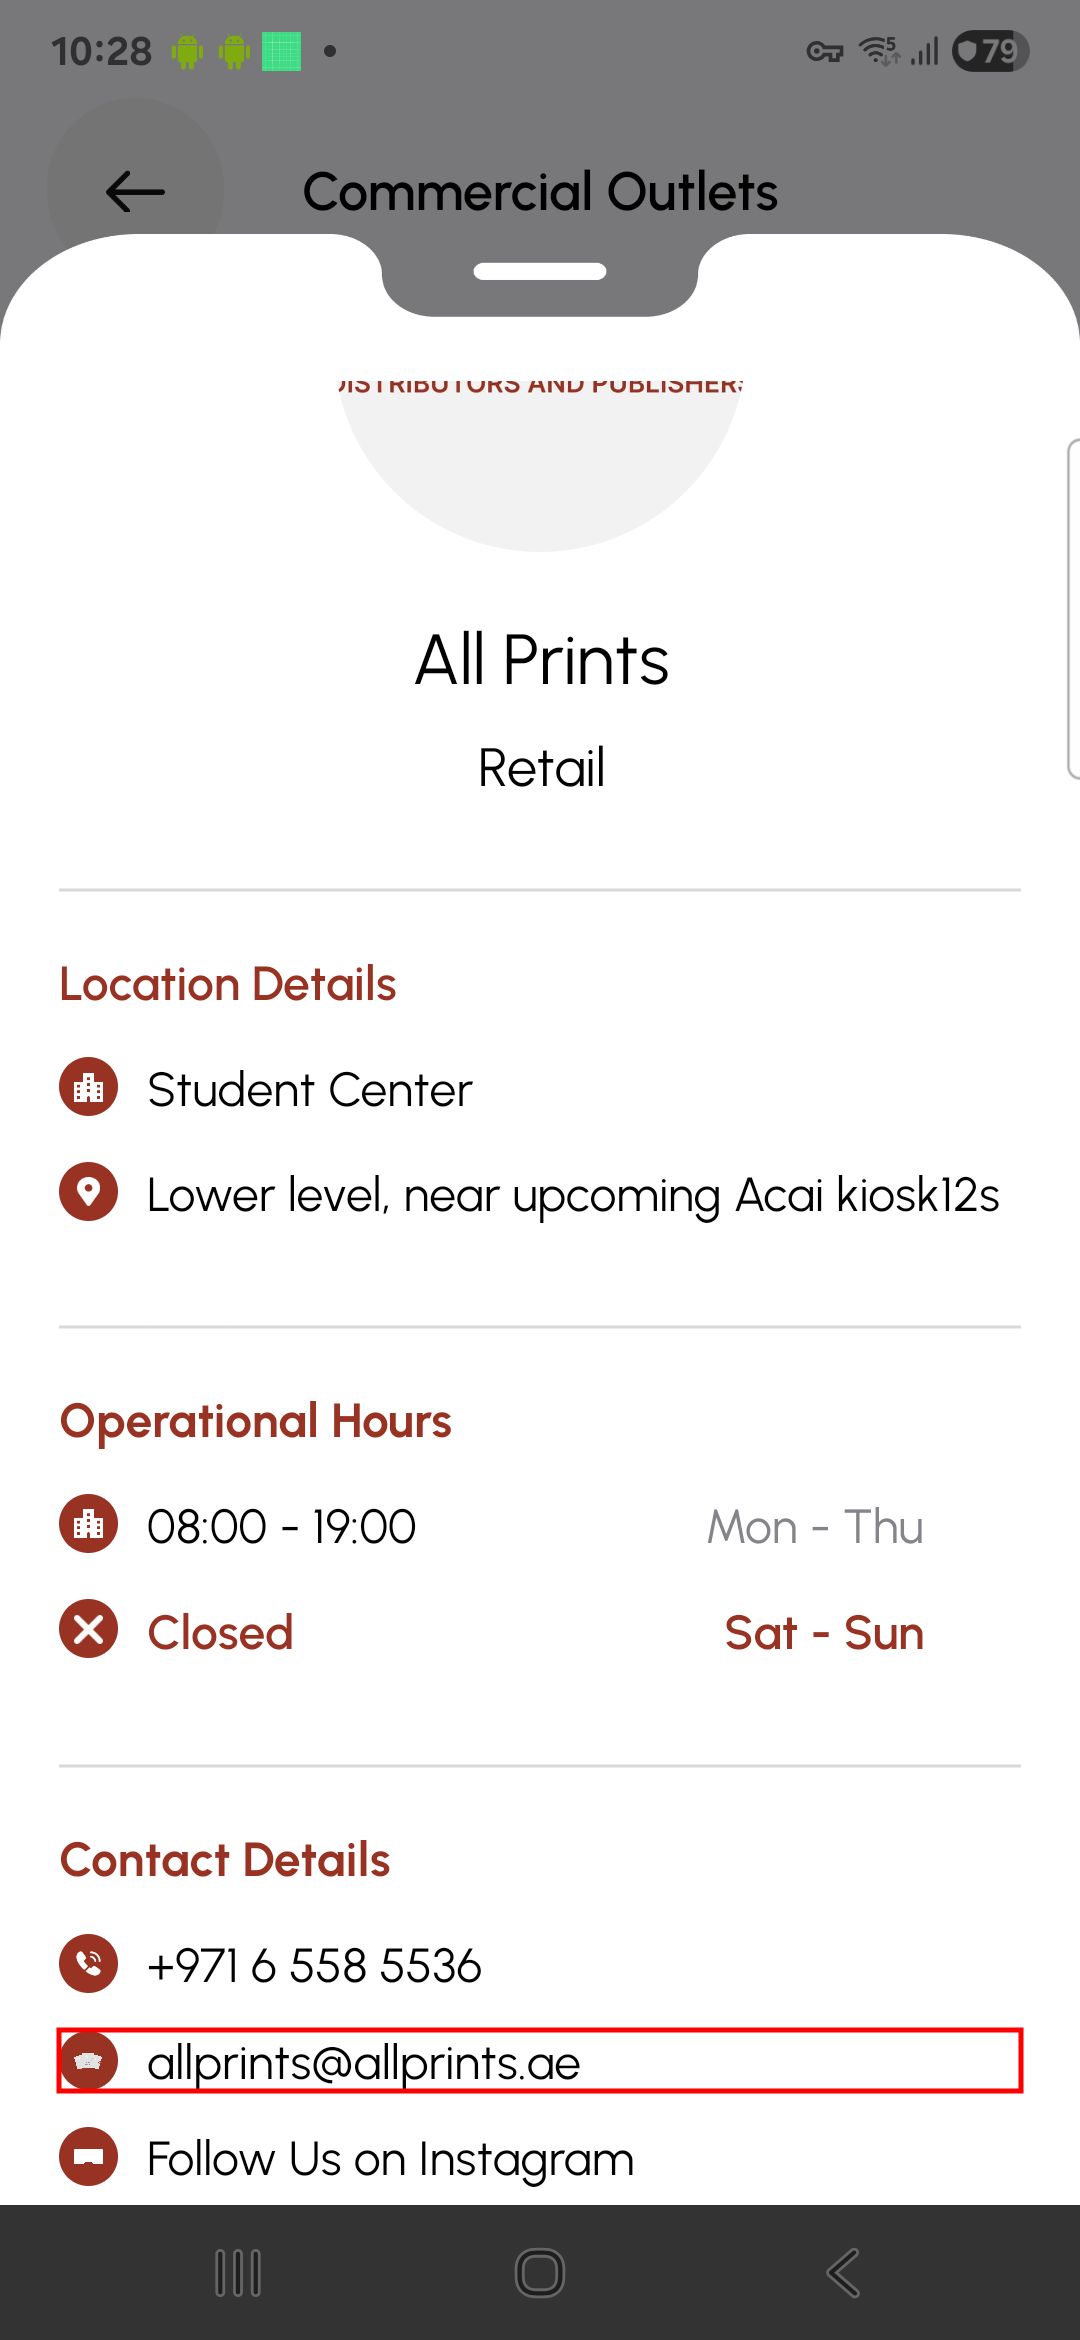 10:28
5
79
Commercial Outlets
DISTRIBUTORS AND PUBLISHERS
All Prints
Retail
Location Details
Student Center
Lower level, near upcoming Acai kiosk12s
Operational Hours
08:00 - 19:00 Mon - Thu
Closed Sat - Sun
Contact Details
+971 6 558 5536
allprints@allprints.ae
Follow Us on Instagram